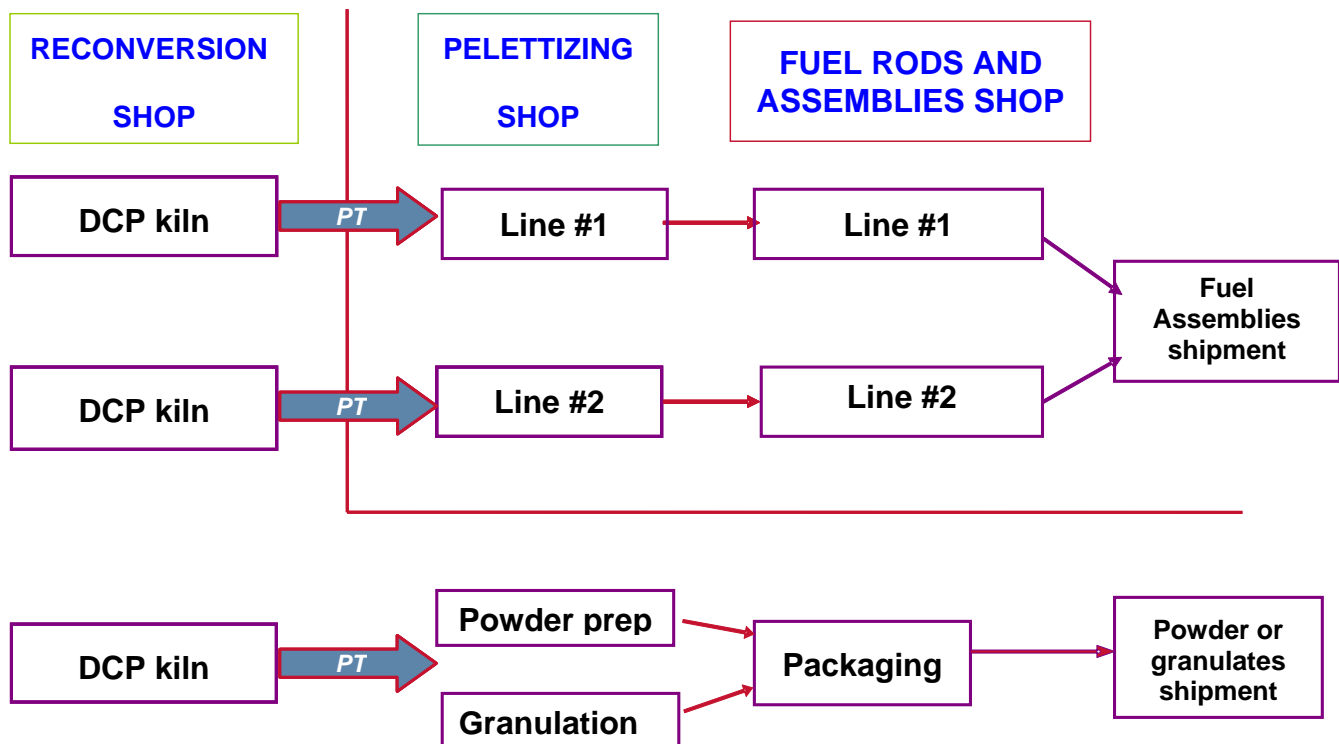 RECONVERSION
SHOP
PELETTIZING
SHOP
FUEL RODS AND
ASSEMBLIES SHOP
DCP kiln
PT
Line #1
Line #1
Fuel
Assemblies
shipment
DCP kiln
PT
Line #2
Line #2
DCP kiln
PT
Powder prep
Granulation
Packaging
Powder or
granulates
shipment